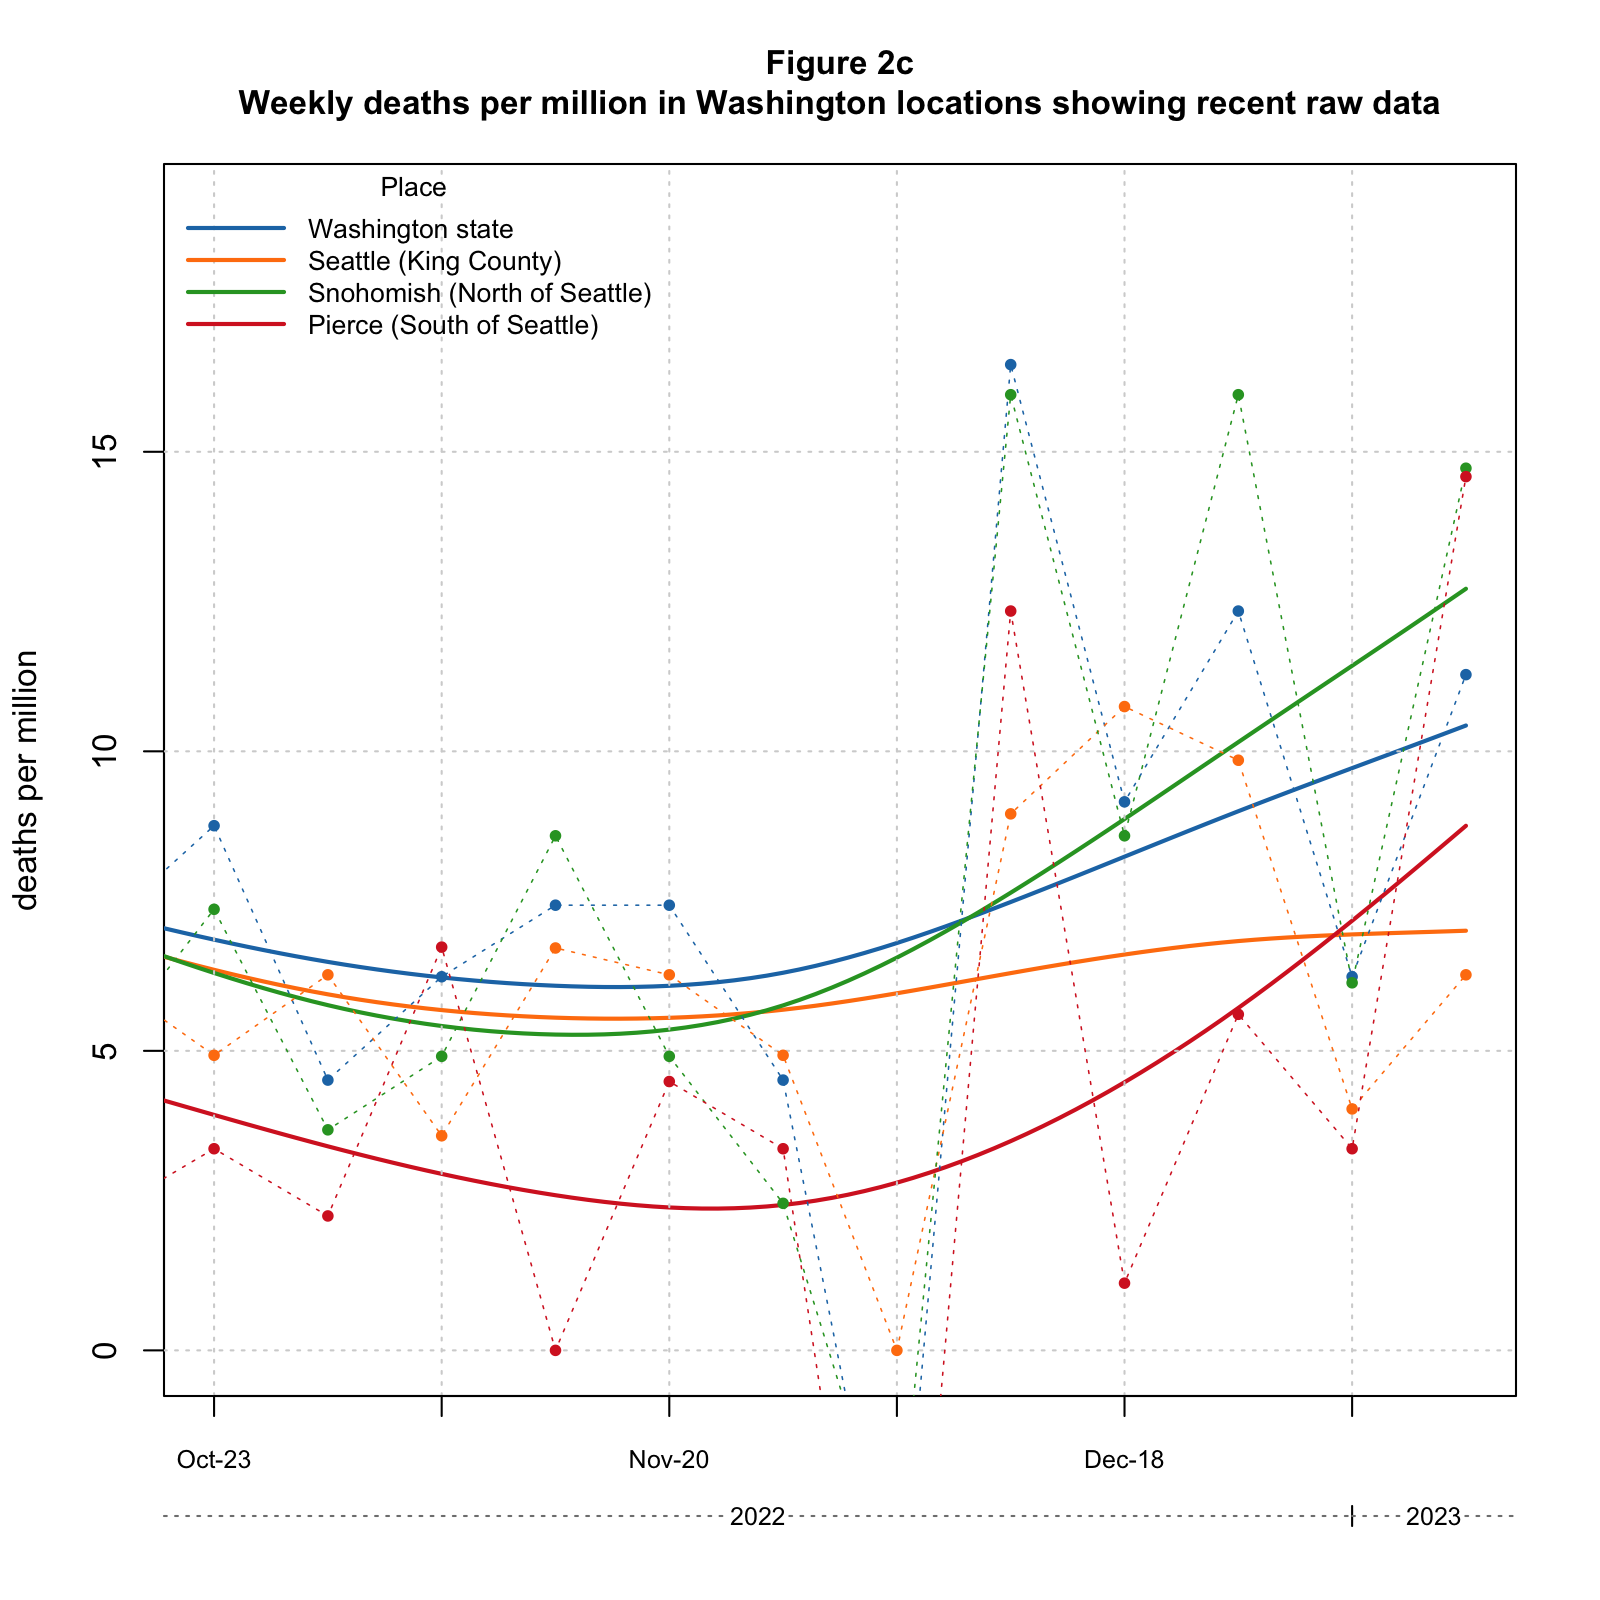 Figure 2c
Weekly deaths per million in Washington locations showing recent raw data
Place
Washington state
Seattle (King County)
Snohomish (North of Seattle)
Pierce (South of Seattle)
deaths per million
15
10
5
0
Oct-23
Nov-20
Dec-18
2022
2023